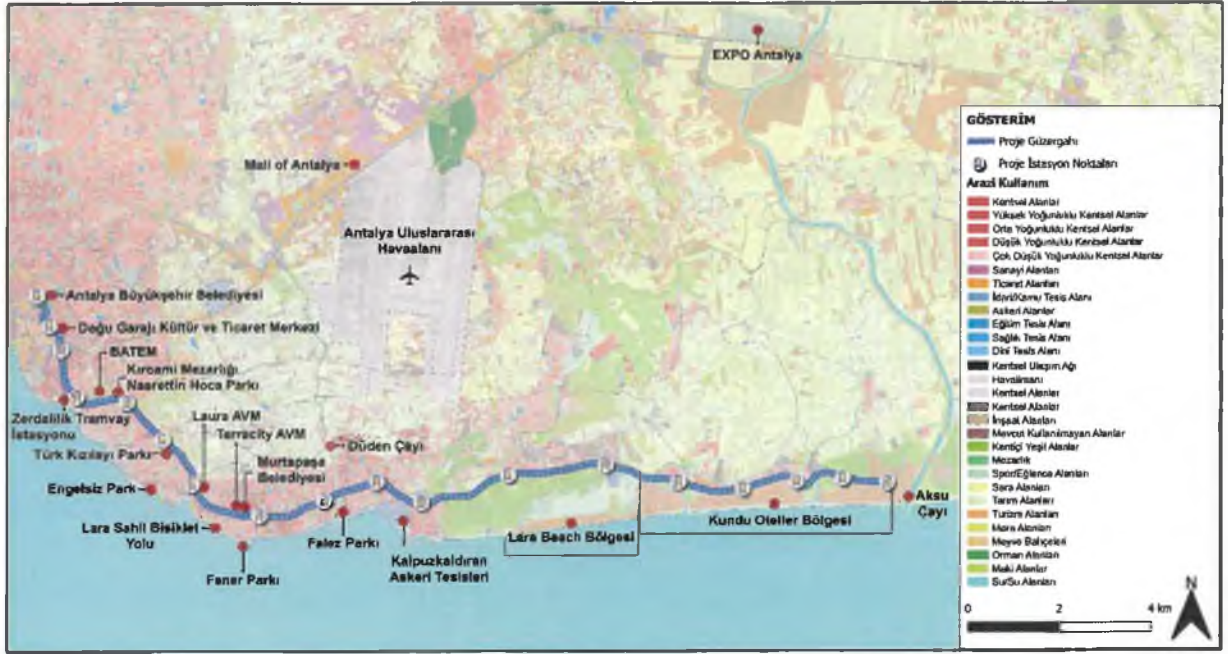 EXPO Antalya
Mall of Antalya
Antalya Uluslararası
Havaalanı
Antalya Büyükşehir Belediyesi
Doğu Garajı Kültür ve Ticaret Merkezi
BATEM
Kırcami Mezarlığı
Nasrettin Hoca Parkı
Zerdalilik Tramvay
İstasyonu
Laura AVM
Terracity AVM
Türk Kızılayı Parkı
Muratpaşa
Belediyesi
Düden Çayı
Engelsiz Park
Lara Sahil Bisiklet
Yolu
Fener Parkı
Falez Parkı
Kalpuzkaldıran
Askeri Tesisleri
Lara Beach Bölgesi
Kundu Oteller Bölgesi
Aksu
Çayı
GÖSTERİM
Proje Güzergahı
Proje İstasyon Noktaları
Arazi Kullanım
Kentsel Alanlar
Yüksek Yoğunluklu Kentsel Alanlar
Orta Yoğunluklu Kentsel Alanlar
Düşük Yoğunluklu Kentsel Alanlar
Çok Düşük Yoğunluklu Kentsel Alanlar
Sanayi Alanları
Ticaret Alanları
İdari/Kamu Tesis Alanı
Askeri Alanlar
Eğitim Tesis Alanı
Sağlık Tesis Alanı
Dini Tesis Alanı
Kentsel Ulaşım Ağı
Havalimanı
Kentsel Alanlar
Kentsel Alanlar
İnşaat Alanları
Mevcut Kullanılmayan Alanlar
Kentiçi Yeşil Alanlar
Mezarlık
Spor/Eğlence Alanları
Sera Alanları
Tarım Alanları
Turizm Alanları
Mera Alanları
Meyve Bahçeleri
Orman Alanları
Maki Alanlar
Su/Su Alanları
N
0 2 4 km